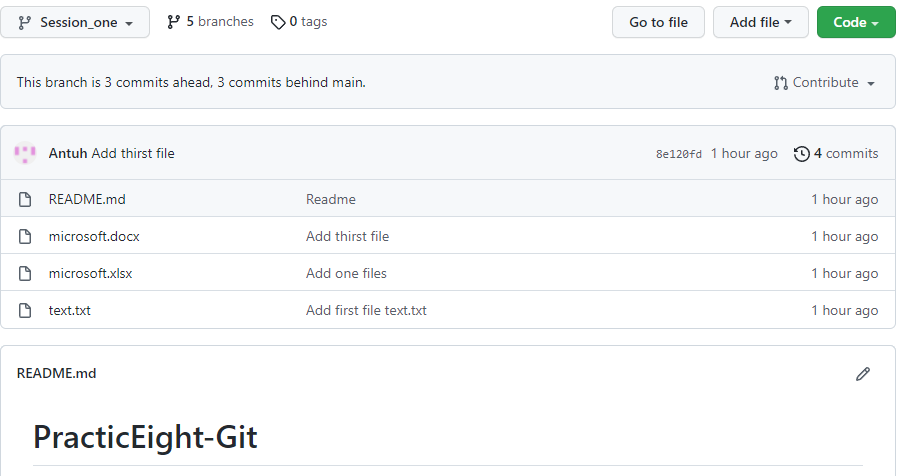 Session_one 5 branches 0 tags Go to file Add file Code
This branch is 3 commits ahead, 3 commits behind main. Contribute
Antuh Add thirst file 8e120fd 1 hour ago 4 commits
README.md Readme 1 hour ago
microsoft.docx Add thirst file 1 hour ago
microsoft.xlsx Add one files 1 hour ago
text.txt Add first file text.txt 1 hour ago
README.md
PracticEight-Git